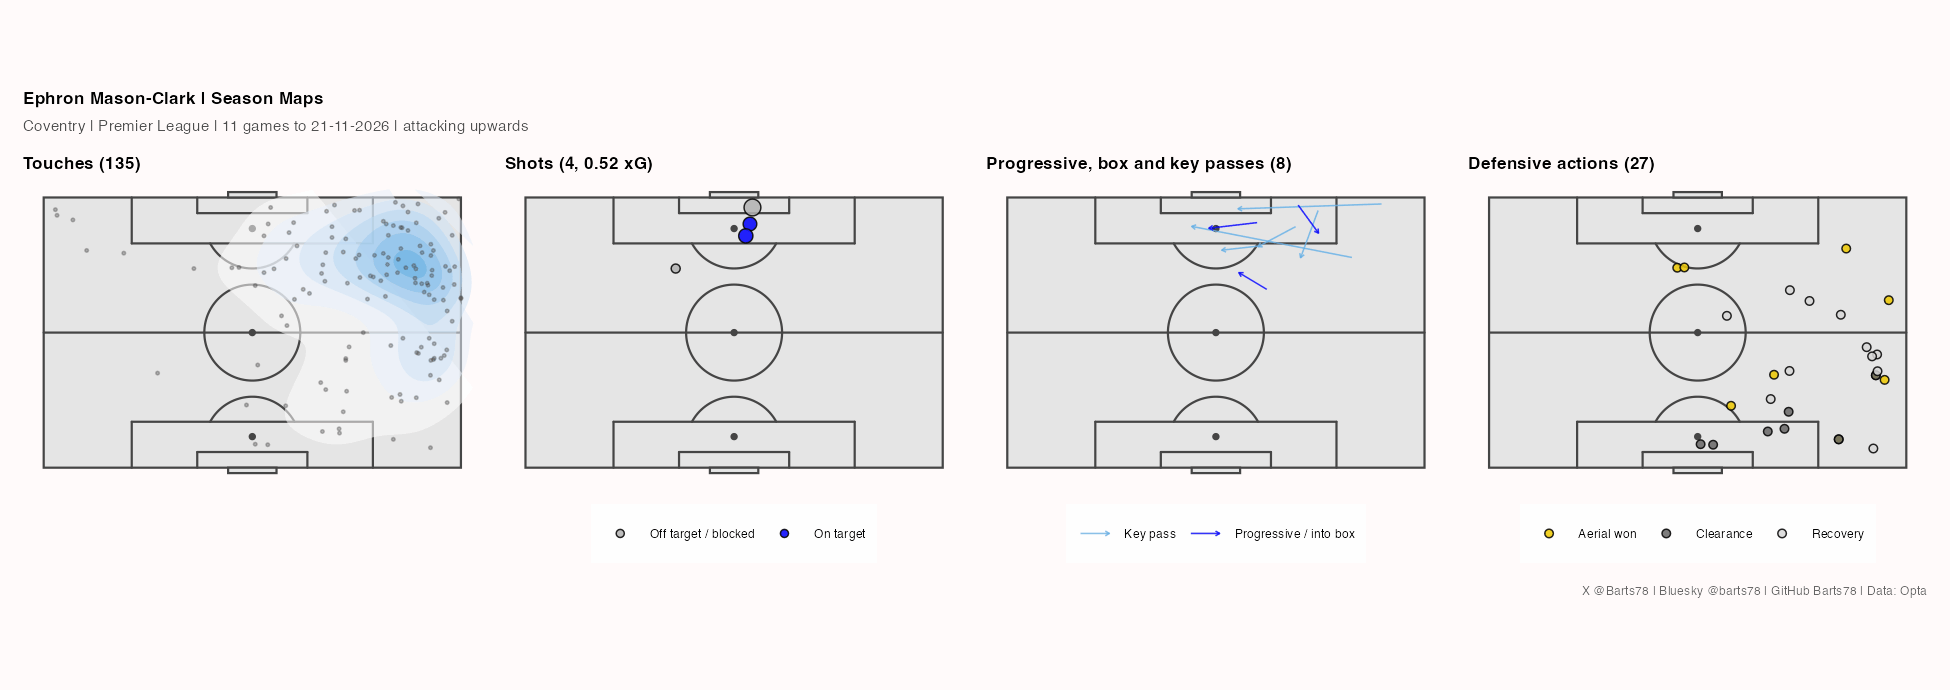 Ephron Mason-Clark | Season Maps
Coventry | Premier League | 11 games to 21-11-2026 | attacking upwards
Touches (135)
Shots (4, 0.52 xG)
Progressive, box and key passes (8)
Defensive actions (27)
Off target / blocked
On target
Key pass
Progressive / into box
Aerial won
Clearance
Recovery
X @Barts78 | Bluesky @barts78 | GitHub Barts78 | Data: Opta